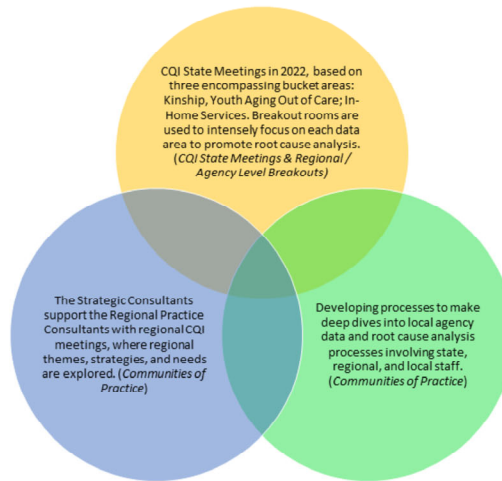 CQI State Meetings in 2022, based on
three encompassing bucket areas:
Kinship, Youth Aging Out of Care; In-
Home Services. Breakout rooms are
used to intensely focus on each data
area to promote root cause analysis.
(CQI State Meetings & Regional /
Agency Level Breakouts)
The Strategic Consultants
support the Regional Practice
Consultants with regional CQI
meetings, where regional
themes, strategies, and needs
are explored. (Communities of
Practice)
Developing processes to make
deep dives into local agency
data and root cause analysis
processes involving state,
regional, and local staff.
(Communities of Practice)